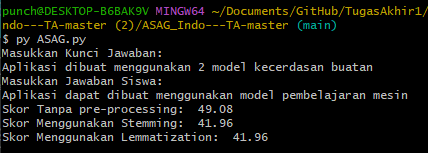 punch@DESKTOP-B6BAK9V MINGW64 ~/Documents/GitHub/TugasAkhir1/
ndo---TA-master (2)/ASAG_Indo---TA-master (main)
$ py ASAG.py
Masukkan Kunci Jawaban:
Aplikasi dibuat menggunakan 2 model kecerdasan buatan
Masukkan Jawaban Siswa:
Aplikasi dapat dibuat menggunakan model pembelajaran mesin
Skor Tanpa pre-processing:  49.08
Skor Menggunakan Stemming:  41.96
Skor Menggunakan Lemmatization:  41.96